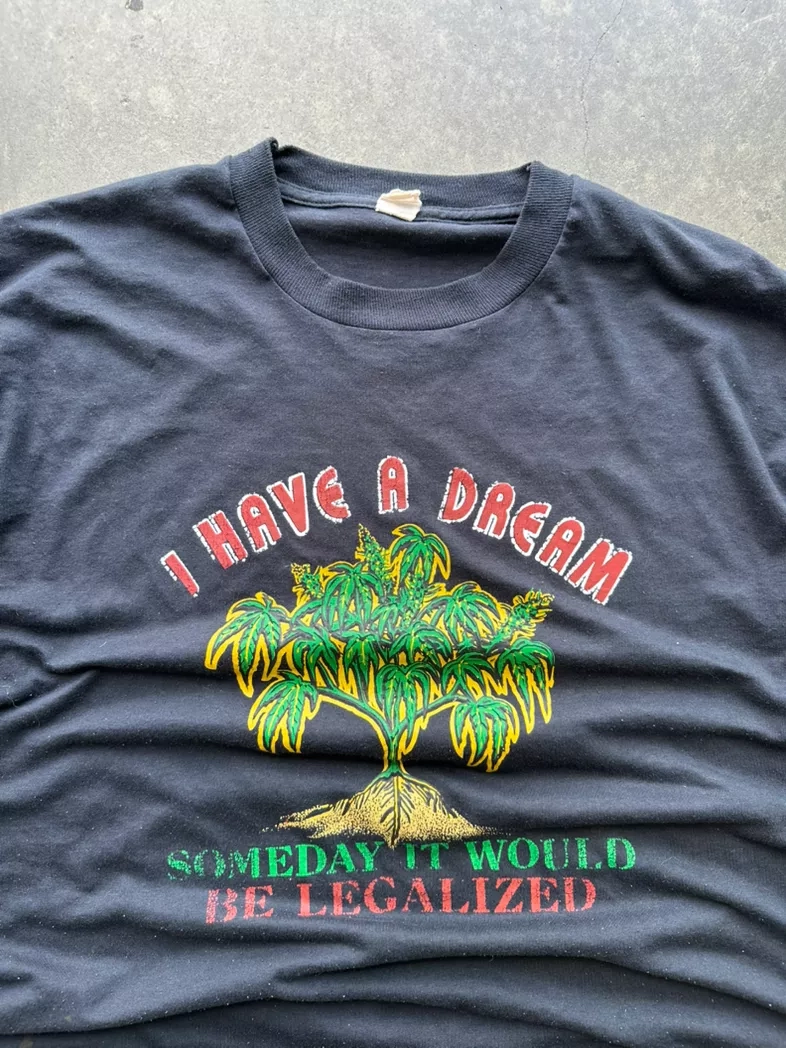 I HAVE A DREAM
SOMEDAY IT WOULD
BE LEGALIZED